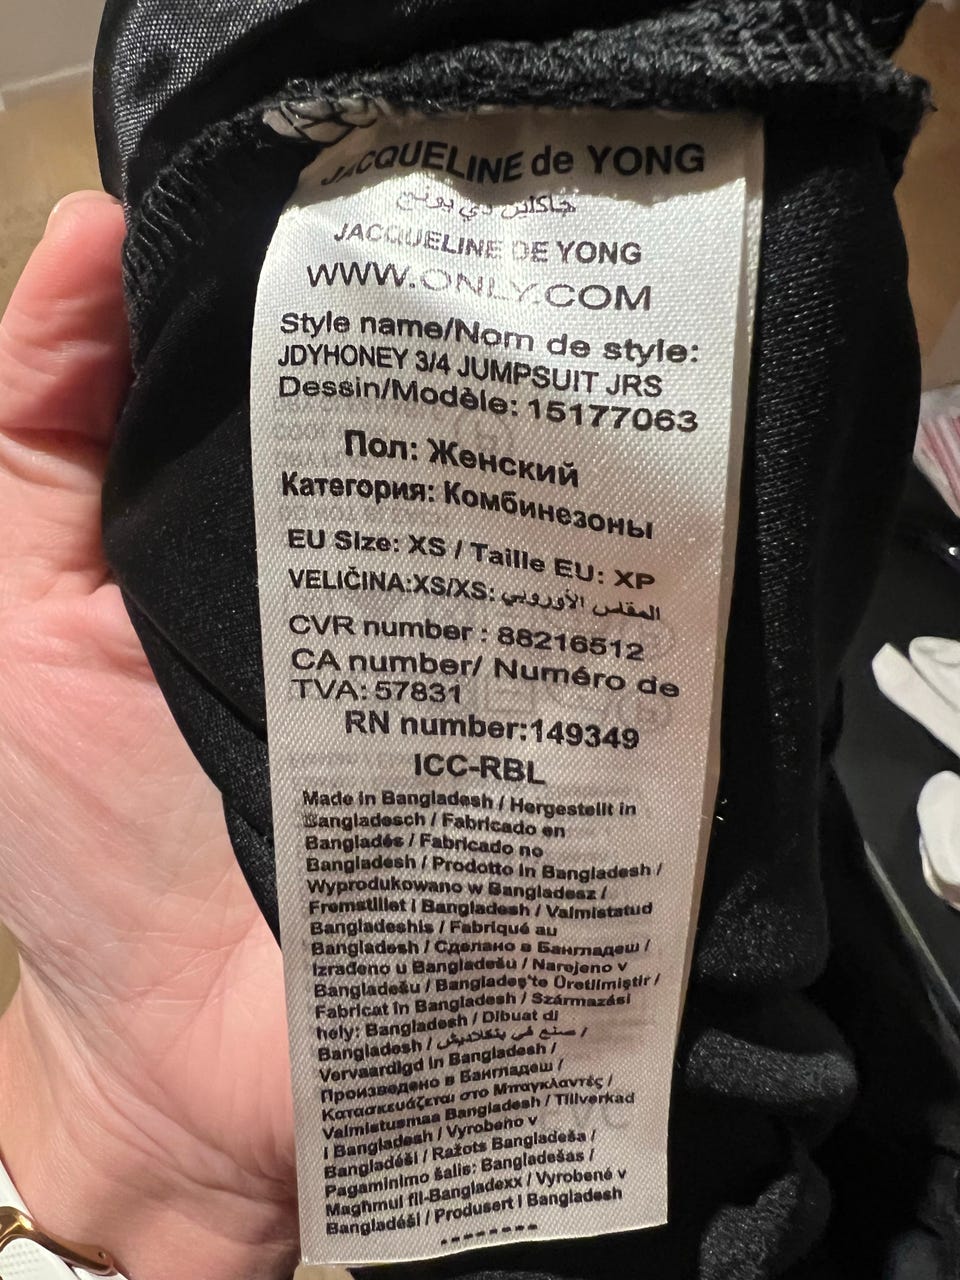 JACQUELINE de YONG
جاكلين دي يونج
JACQUELINE DE YONG
WWW.ONLY.COM
Style name/Nom de style:
JDYHONEY 3/4 JUMPSUIT JRS
Dessin/Modèle: 15177063
Пол: Женский
Категория: Комбинезоны
EU Size: XS / Taille EU: XP
VELIČINA:XS/XS: المقاس الأوروبي
CVR number : 88216512
CA number/ Numéro de
TVA: 57831
RN number:149349
ICC-RBL
Made in Bangladesh / Hergestellt in
Bangladesch / Fabricado en
Bangladés / Fabricado no
Bangladesh / Prodotto in Bangladesh /
Wyprodukowano w Bangladesz /
Fremstillet i Bangladesh / Valmistatud
Bangladeshis / Fabriqué au
Bangladesh / Сделано в Бангладеш /
Izrađeno u Bangladešu / Narejeno v
Bangladešu / Bangladeş'te Üretilmiştir /
Fabricat în Bangladesh / Származási
hely: Bangladesh / Dibuat di
Bangladesh / صنع في بنكلاديش /
Vervaardigd in Bangladesh /
Произведено в Бангладеш /
Κατασκευάζεται στο Μπαγκλαντές /
Valmistusmaa Bangladesh / Tillverkad
i Bangladesh / Vyrobeno v
Bangladéši / Ražots Bangladeša /
Pagaminimo šalis: Bangladešas /
Magħmul fil-Bangladexx / Vyrobené v
Bangladéši / Produsert i Bangladesh